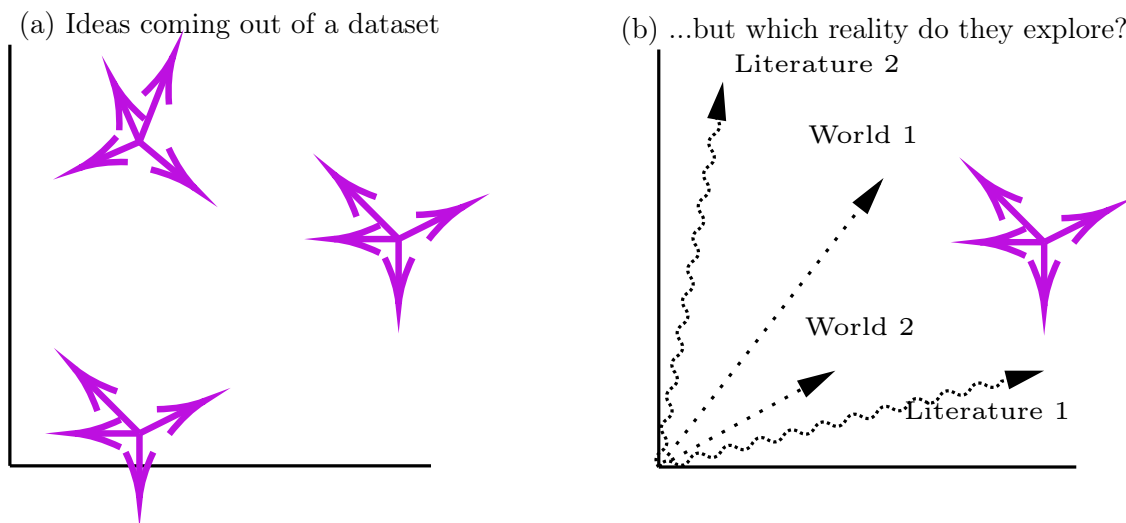 (a) Ideas coming out of a dataset
(b) ...but which reality do they explore?
Literature 2
World 1
World 2
Literature 1